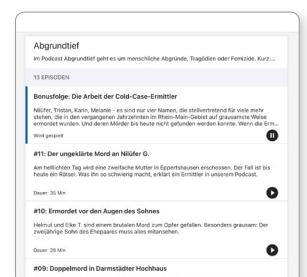 Abgrundtief
Im Podcast Abgrundtief geht es um menschliche Abgründe, Tragödien oder Femizide. Kurz:...
13 EPISODEN
Bonusfolge: Die Arbeit der Cold-Case-Ermittler
Nilüfer, Tristan, Karin, Melanie - es sind nur vier Namen, die stellvertretend für viele mehr
stehen, die in den vergangenen Jahrzehnten im Rhein-Main-Gebiet auf grausamste Weise
ermordet wurden. Und deren Mörder bis heute nicht gefunden werden konnte. Wenn die Erm...
Wird gespielt
#11: Der ungeklärte Mord an Nilüfer G.
Am helllichten Tag wird eine zweifache Mutter in Eppertshausen erschossen. Der Fall ist bis
heute ein Rätsel. Was ihn so schwierig macht, erklärt ein Ermittler in unserem Podcast.
Dauer: 35 Min
#10: Ermordet vor den Augen des Sohnes
Helmut und Elke T. sind einem brutalen Mord zum Opfer gefallen. Besonders grausam: Der
zweijährige Sohn des Ehepaares muss alles mitansehen.
Dauer: 28 Min
#09: Doppelmord in Darmstädter Hochhaus